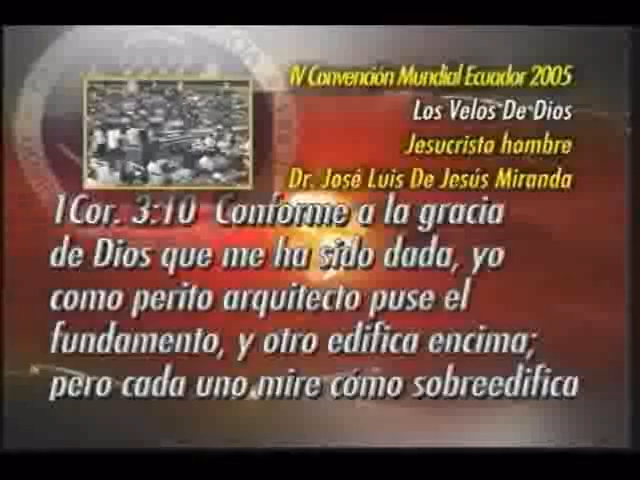 IV Convención Mundial Ecuador 2005
Los Velos De Dios
Jesucristo hombre
Dr. José Luis De Jesús Miranda
1Cor. 3:10 Conforme a la gracia
de Dios que me ha sido dada, yo
como perito arquitecto puse el
fundamento, y otro edifica encima;
pero cada uno mire cómo sobreedifica